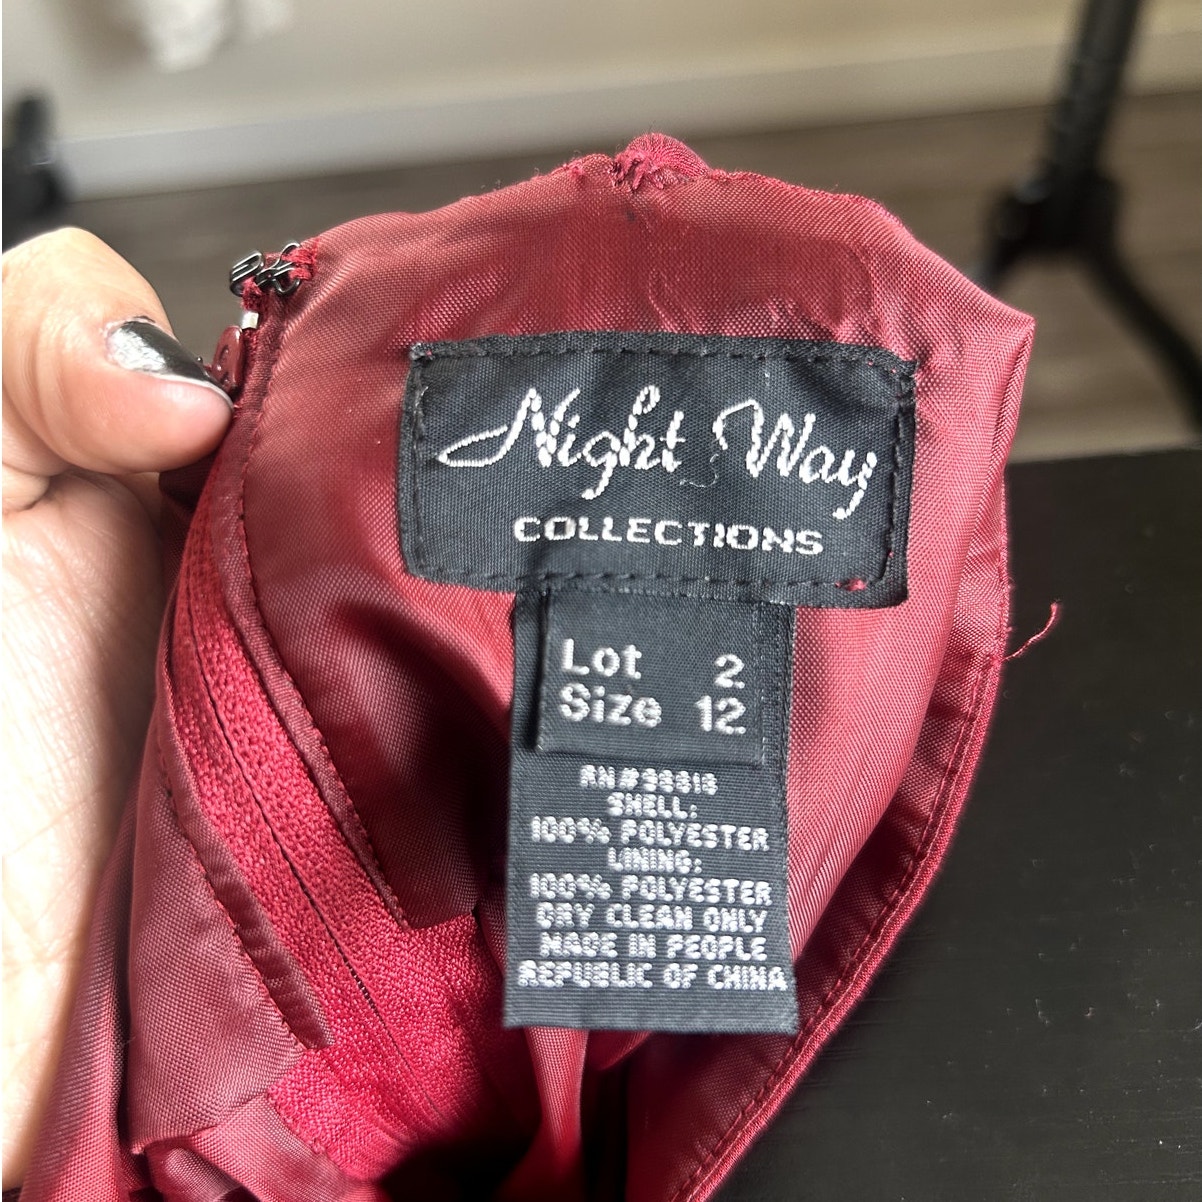 Night Way
COLLECTIONS
Lot 2
Size 12
SHELL:
100% POLYESTER
LINING:
100% POLYESTER
DRY CLEAN ONLY
MADE IN PEOPLE
REPUBLIC OF CHINA